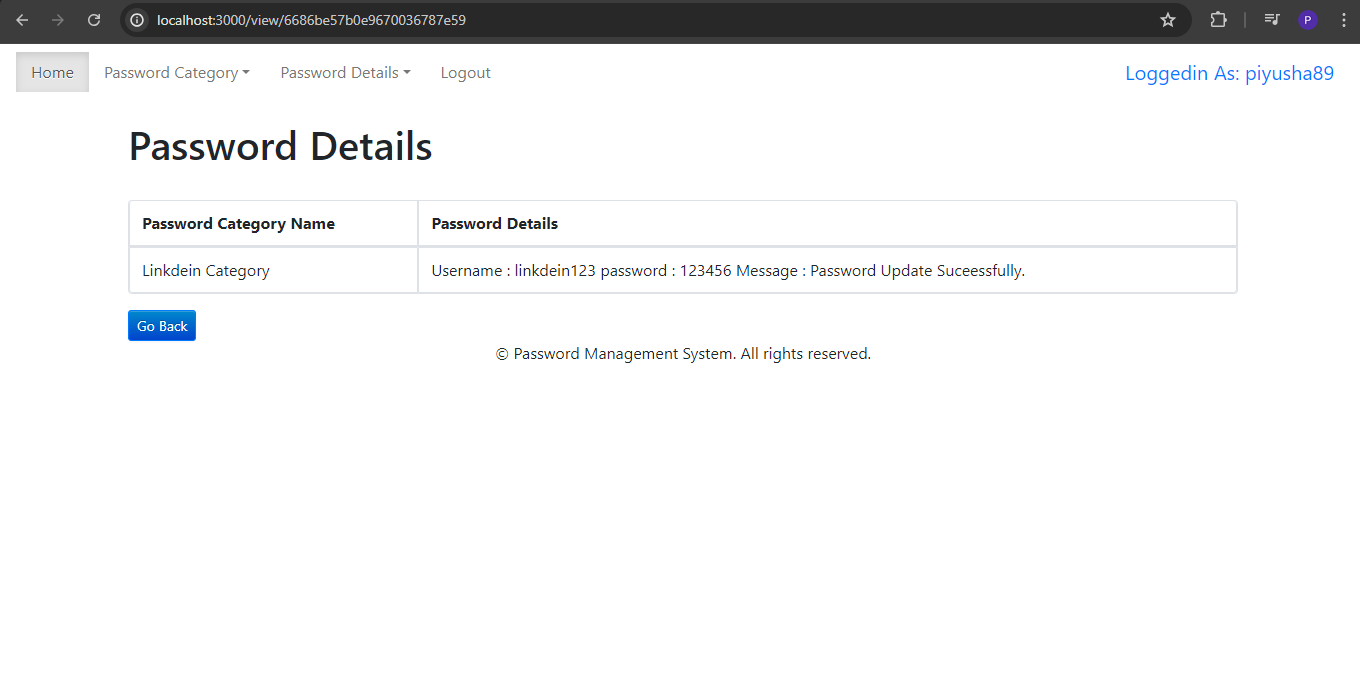 localhost:3000/view/6686be57b0e9670036787e59
P
Home Password Category Password Details Logout Loggedin As: piyusha89
Password Details
Password Category Name Password Details
Linkdein Category Username : linkdein123 password : 123456 Message : Password Update Suceessfully.
Go Back
© Password Management System. All rights reserved.